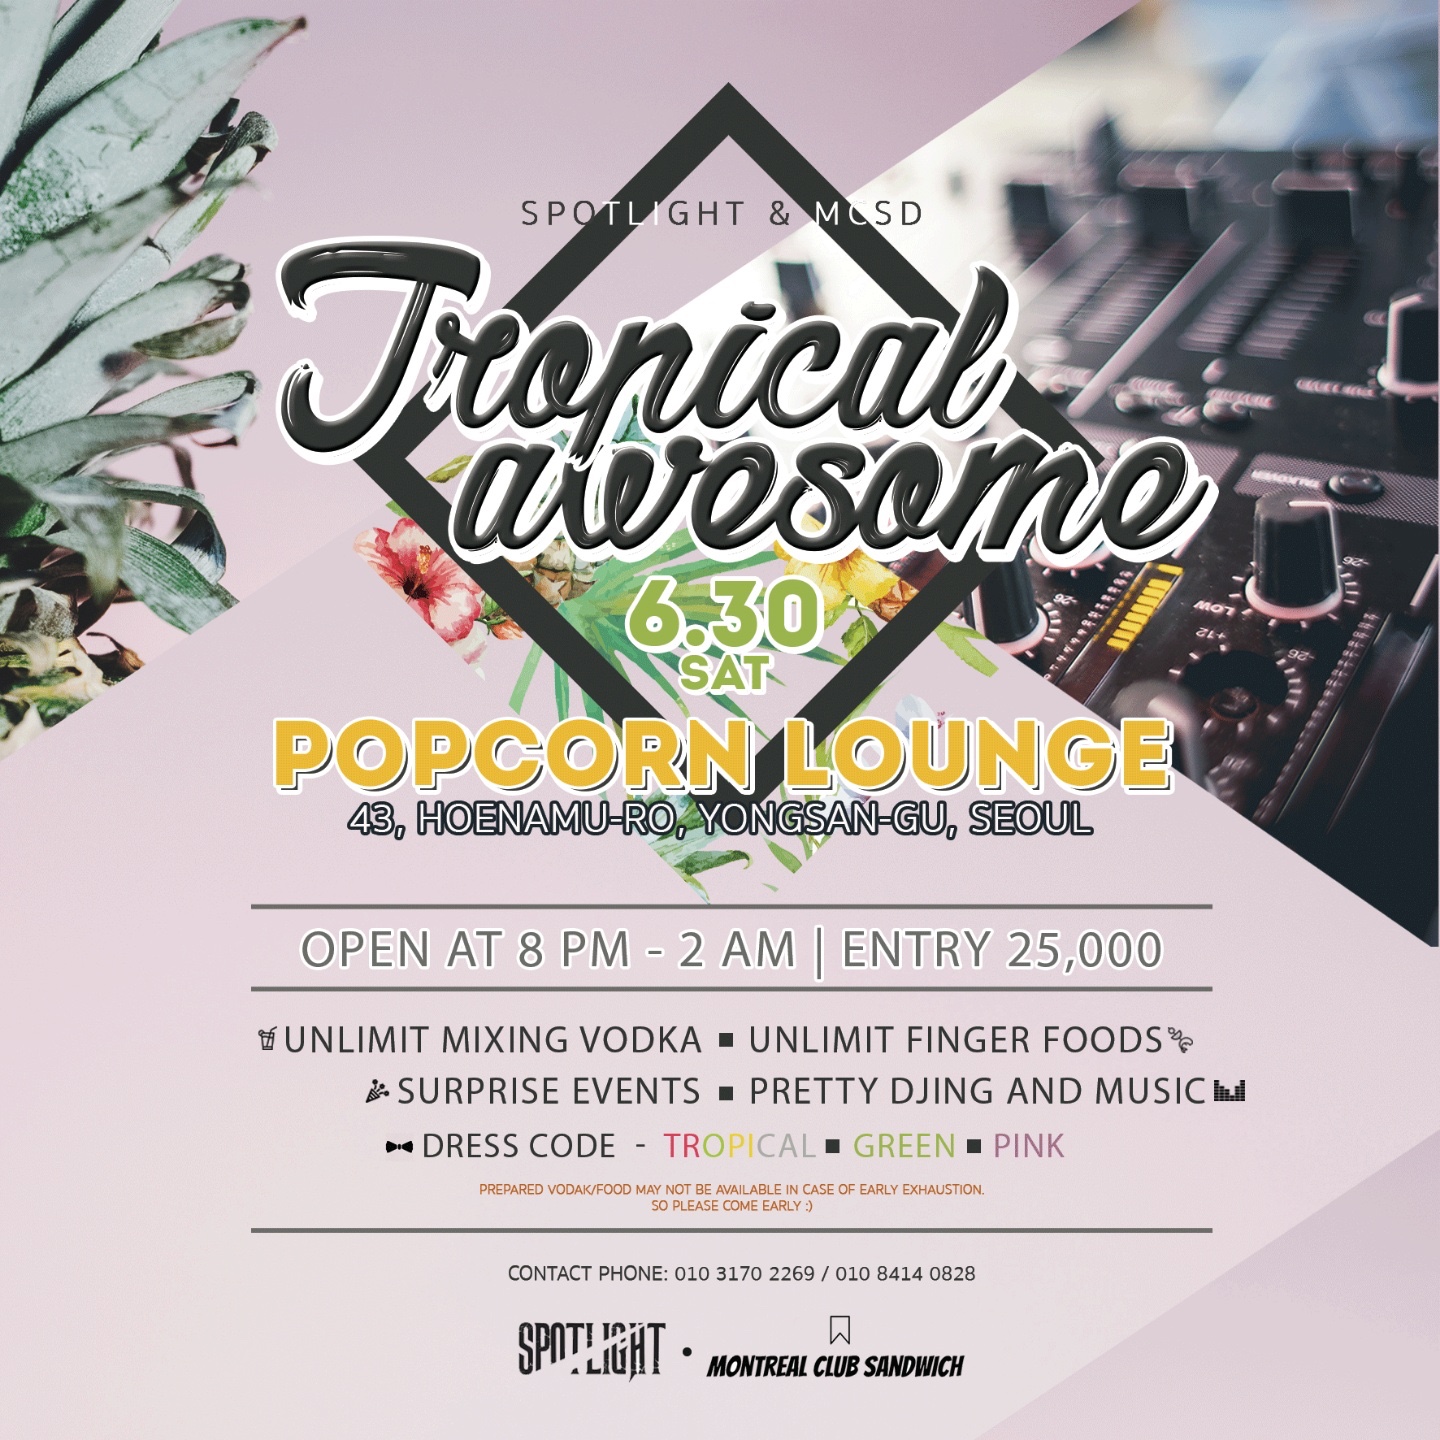 SPOTLIGHT & MCSD
Tropical
awesome
6.30
SAT
POPCORN LOUNGE
43, HOENAMU-RO, YONGSAN-GU, SEOUL
OPEN AT 8 PM - 2 AM | ENTRY 25,000
UNLIMIT MIXING VODKA ■ UNLIMIT FINGER FOODS
SURPRISE EVENTS ■ PRETTY DJING AND MUSIC
DRESS CODE - TROPICAL ■ GREEN ■ PINK
PREPARED VODAK/FOOD MAY NOT BE AVAILABLE IN CASE OF EARLY EXHAUSTION.
SO PLEASE COME EARLY :)
CONTACT PHONE: 010 3170 2269 / 010 8414 0828
SPOTLIGHT • MONTREAL CLUB SANDWICH